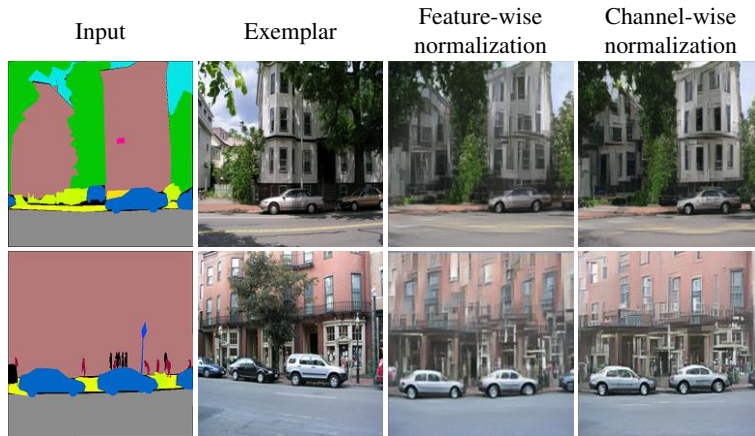 Input
Exemplar
Feature-wise
normalization
Channel-wise
normalization